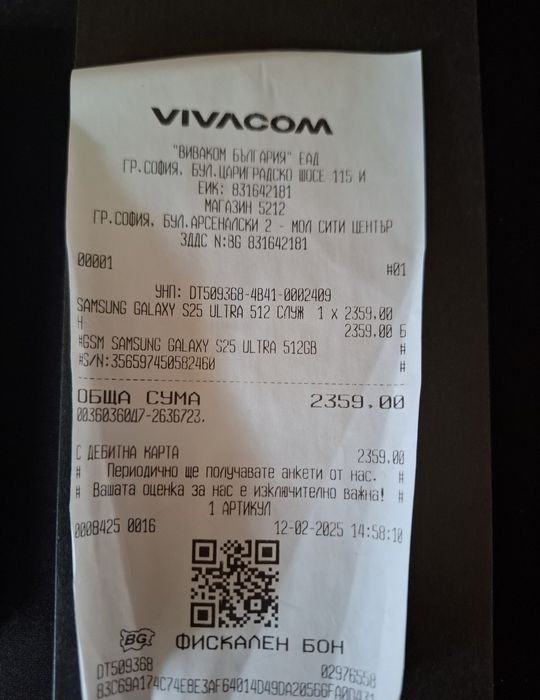 VIVACOM
"ВИВАКОМ БЪЛГАРИЯ" ЕАД
ГР.СОФИЯ, БУЛ.ЦАРИГРАДСКО ШОСЕ 115 И
ЕИК: 831642181
МАГАЗИН 5212
ГР.СОФИЯ, БУЛ.АРСЕНАЛСКИ 2 - МОЛ СИТИ ЦЕНТЪР
ЗДДС N:BG 831642181
00001 #01
УНП: DT509368-4B41-0002409
SAMSUNG GALAXY S25 ULTRA 512 СЛУЖ 1 x 2359.00
Н 2359.00 Б
#GSM SAMSUNG GALAXY S25 ULTRA 512GB #
#S/N:356597450582460 #
ОБЩА СУМА 2359.00
0036036047-2636723.
С ДЕБИТНА КАРТА 2359.00
# Периодично ще получавате анкети от нас. #
# Вашата оценка за нас е изключително важна! #
1 АРТИКУЛ
0008425 0016 12-02-2025 14:58:10
BG ФИСКАЛЕН БОН
DT509368 02976558